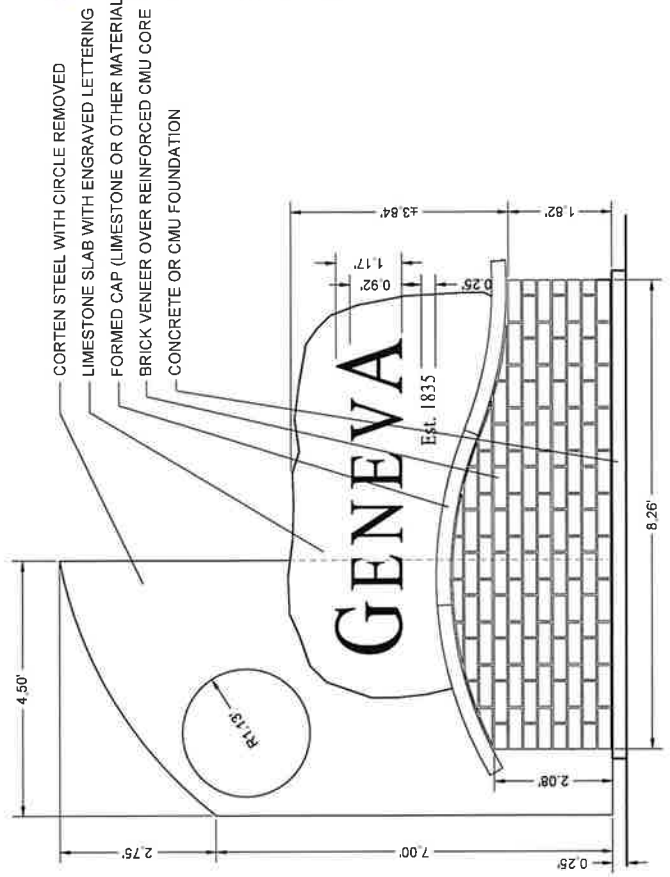 CORTEN STEEL WITH CIRCLE REMOVED
LIMESTONE SLAB WITH ENGRAVED LETTERING
FORMED CAP (LIMESTONE OR OTHER MATERIAL
BRICK VENEER OVER REINFORCED CMU CORE
CONCRETE OR CMU FOUNDATION
4.50'
2.75'
R1.13'
7.00'
±3.84'
1.17'
0.92'
GENEVA
Est. 1835
0.25'
1.82'
2.08'
0.25'
8.26'